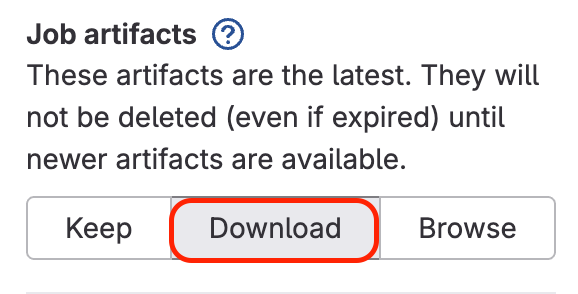 Job artifacts ?
These artifacts are the latest. They will
not be deleted (even if expired) until
newer artifacts are available.
Keep Download Browse